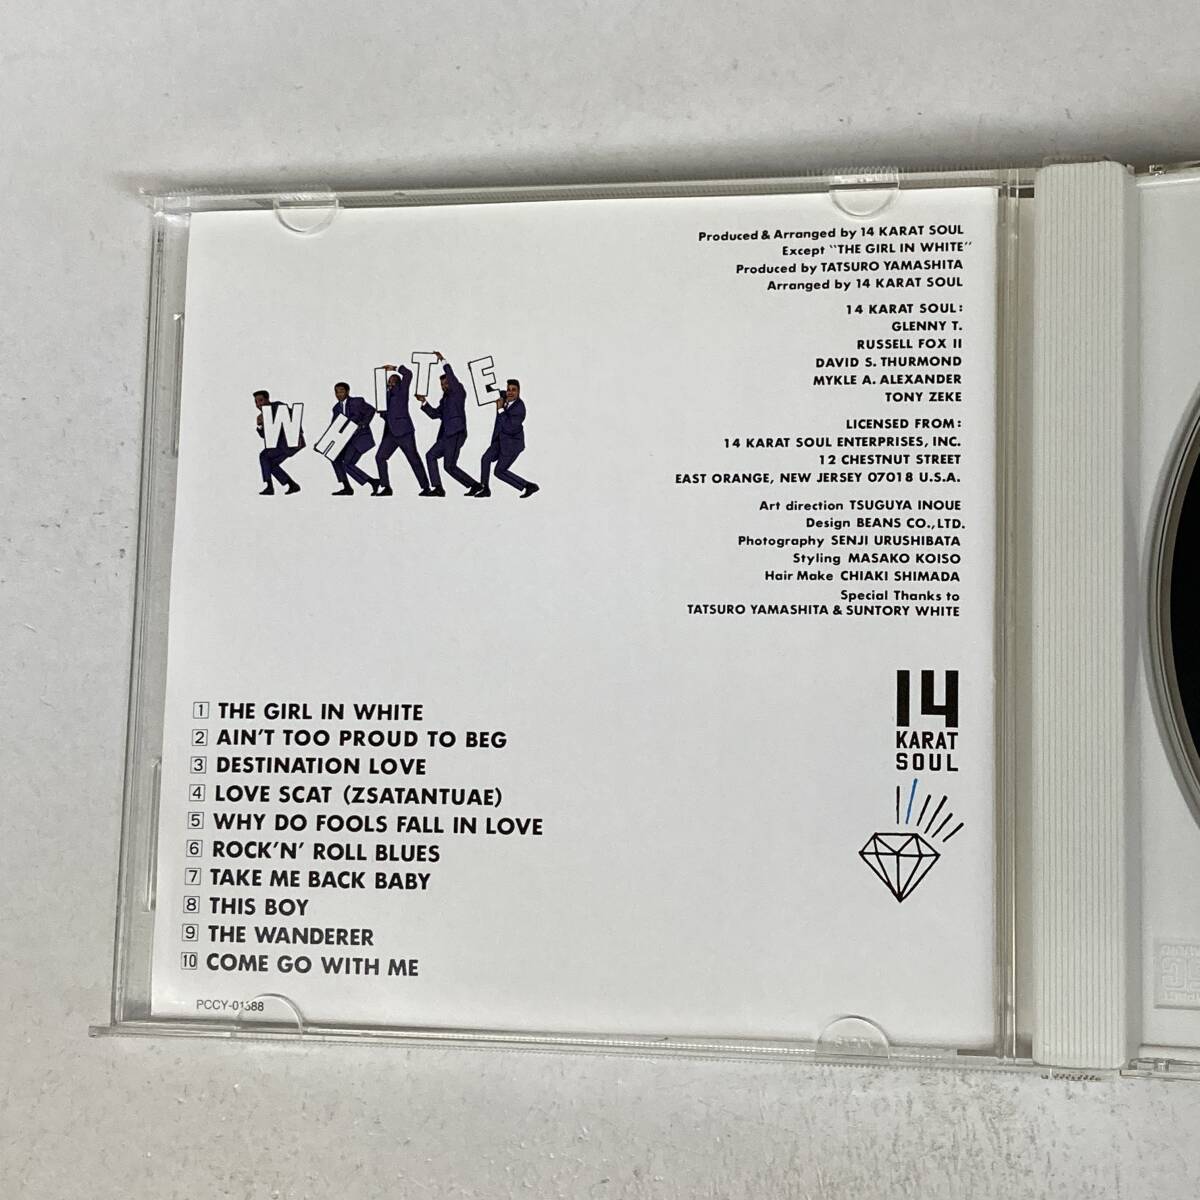 WHITE
Produced & Arranged by 14 KARAT SOUL
Except "THE GIRL IN WHITE"
Produced by TATSURO YAMASHITA
Arranged by 14 KARAT SOUL
14 KARAT SOUL:
GLENNY T.
RUSSELL FOX II
DAVID S. THURMOND
MYKLE A. ALEXANDER
TONY ZEKE
LICENSED FROM:
14 KARAT SOUL ENTERPRISES, INC.
12 CHESTNUT STREET
EAST ORANGE, NEW JERSEY 07018 U.S.A.
Art direction TSUGUYA INOUE
Design BEANS CO., LTD.
Photography SENJI URUSHIBATA
Styling MASAKO KOISO
Hair Make CHIAKI SHIMADA
Special Thanks to
TATSURO YAMASHITA & SUNTORY WHITE
14
KARAT
SOUL
1 THE GIRL IN WHITE
2 AIN'T TOO PROUD TO BEG
3 DESTINATION LOVE
4 LOVE SCAT (ZSATANTUAE)
5 WHY DO FOOLS FALL IN LOVE
6 ROCK'N' ROLL BLUES
7 TAKE ME BACK BABY
8 THIS BOY
9 THE WANDERER
10 COME GO WITH ME